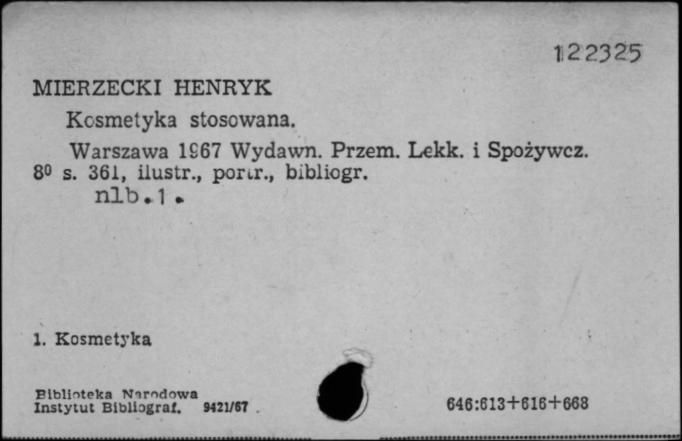 122325
MIERZECKI HENRYK
Kosmetyka stosowana.
Warszawa 1967 Wydawn. Przem. Lekk. i Spożywcz.
8⁰ s. 361, ilustr., portr., bibliogr.
nlb. 1.
1. Kosmetyka
Biblioteka Narodowa
Instytut Bibliograf. 9421/67
646:613+616+668